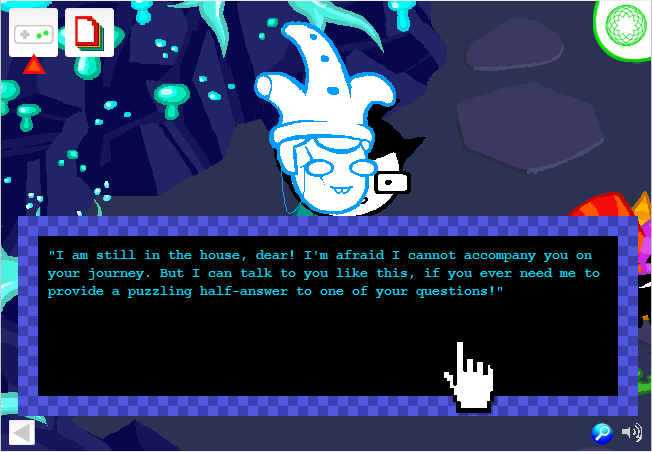 "I am still in the house, dear! I'm afraid I cannot accompany you on
your journey. But I can talk to you like this, if you ever need me to
provide a puzzling half-answer to one of your questions!"